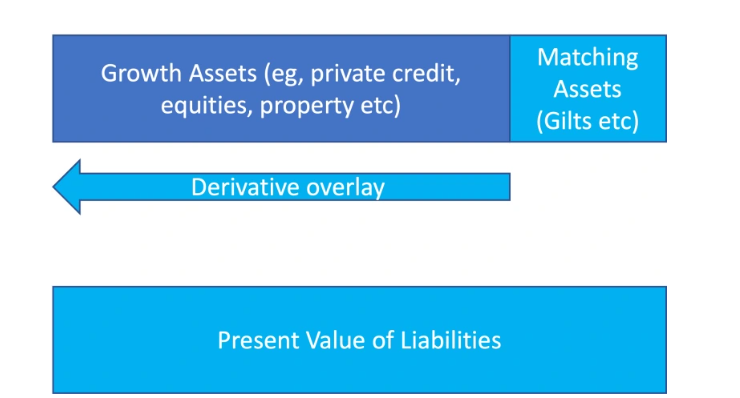 Growth Assets (eg, private credit,
equities, property etc)
Matching
Assets
(Gilts etc)
Derivative overlay
Present Value of Liabilities